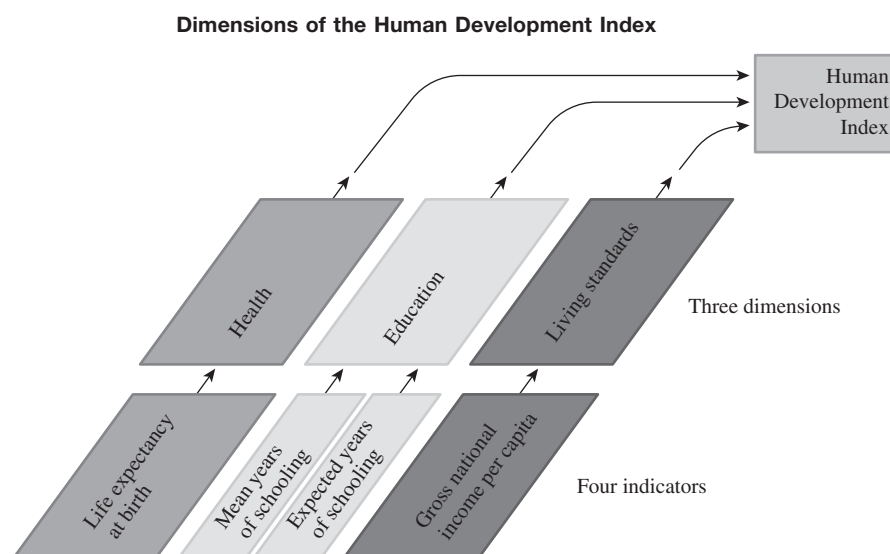 Dimensions of the Human Development Index
Human
Development
Index
Health
Education
Living standards
Three dimensions
Life expectancy
at birth
Mean years
of schooling
Expected years
of schooling
Gross national
income per capita
Four indicators